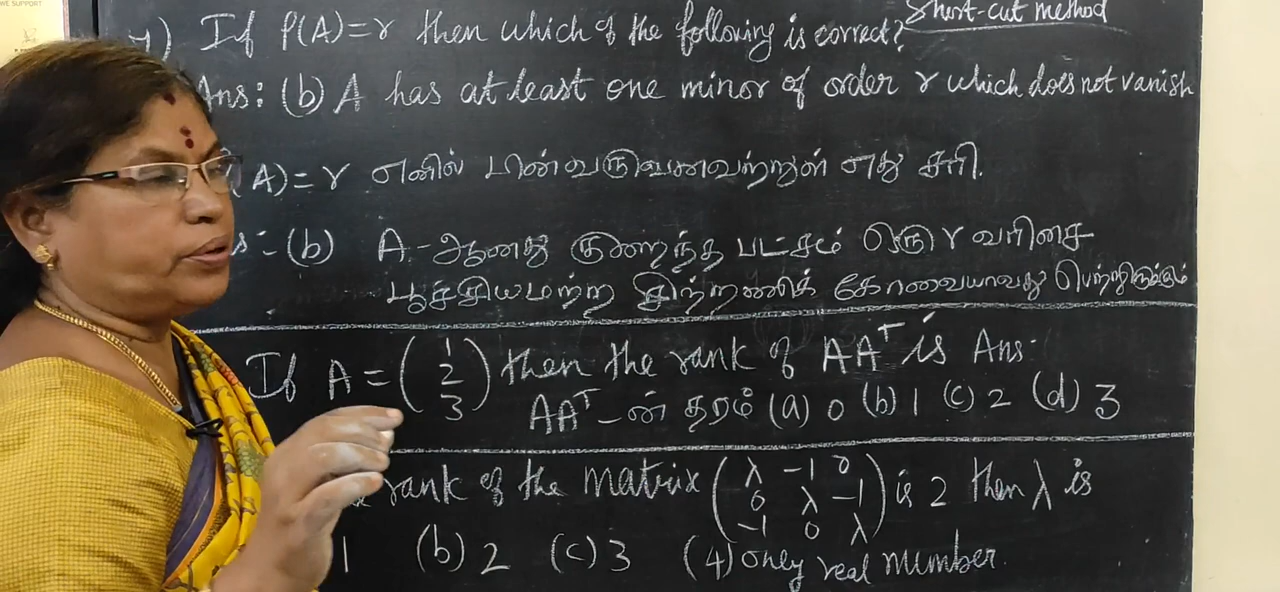 WE SUPPORT
Short-cut method
7) If ρ(A)=r then which of the following is correct?
Ans: (b) A has at least one minor of order r which does not vanish
A)= r எனில் பின்வருவனவற்றுள் எது சரி.
s:- (b) A-ஆனது குறைந்த பட்சம் ஒரு r வரிசை
பூச்சியமற்ற சிற்றணிக் கோவையாவது பெற்றிருக்கும்
If A = ( 1 2 3 ) then the rank of AAᵀ is Ans:-
AAᵀ-ன் தரம் (a) 0 (b) 1 (c) 2 (d) 3
rank of the matrix ( λ -1 0 0 λ -1 -1 0 λ ) is 2 then λ is
1 (b) 2 (c) 3 (4) only real number.